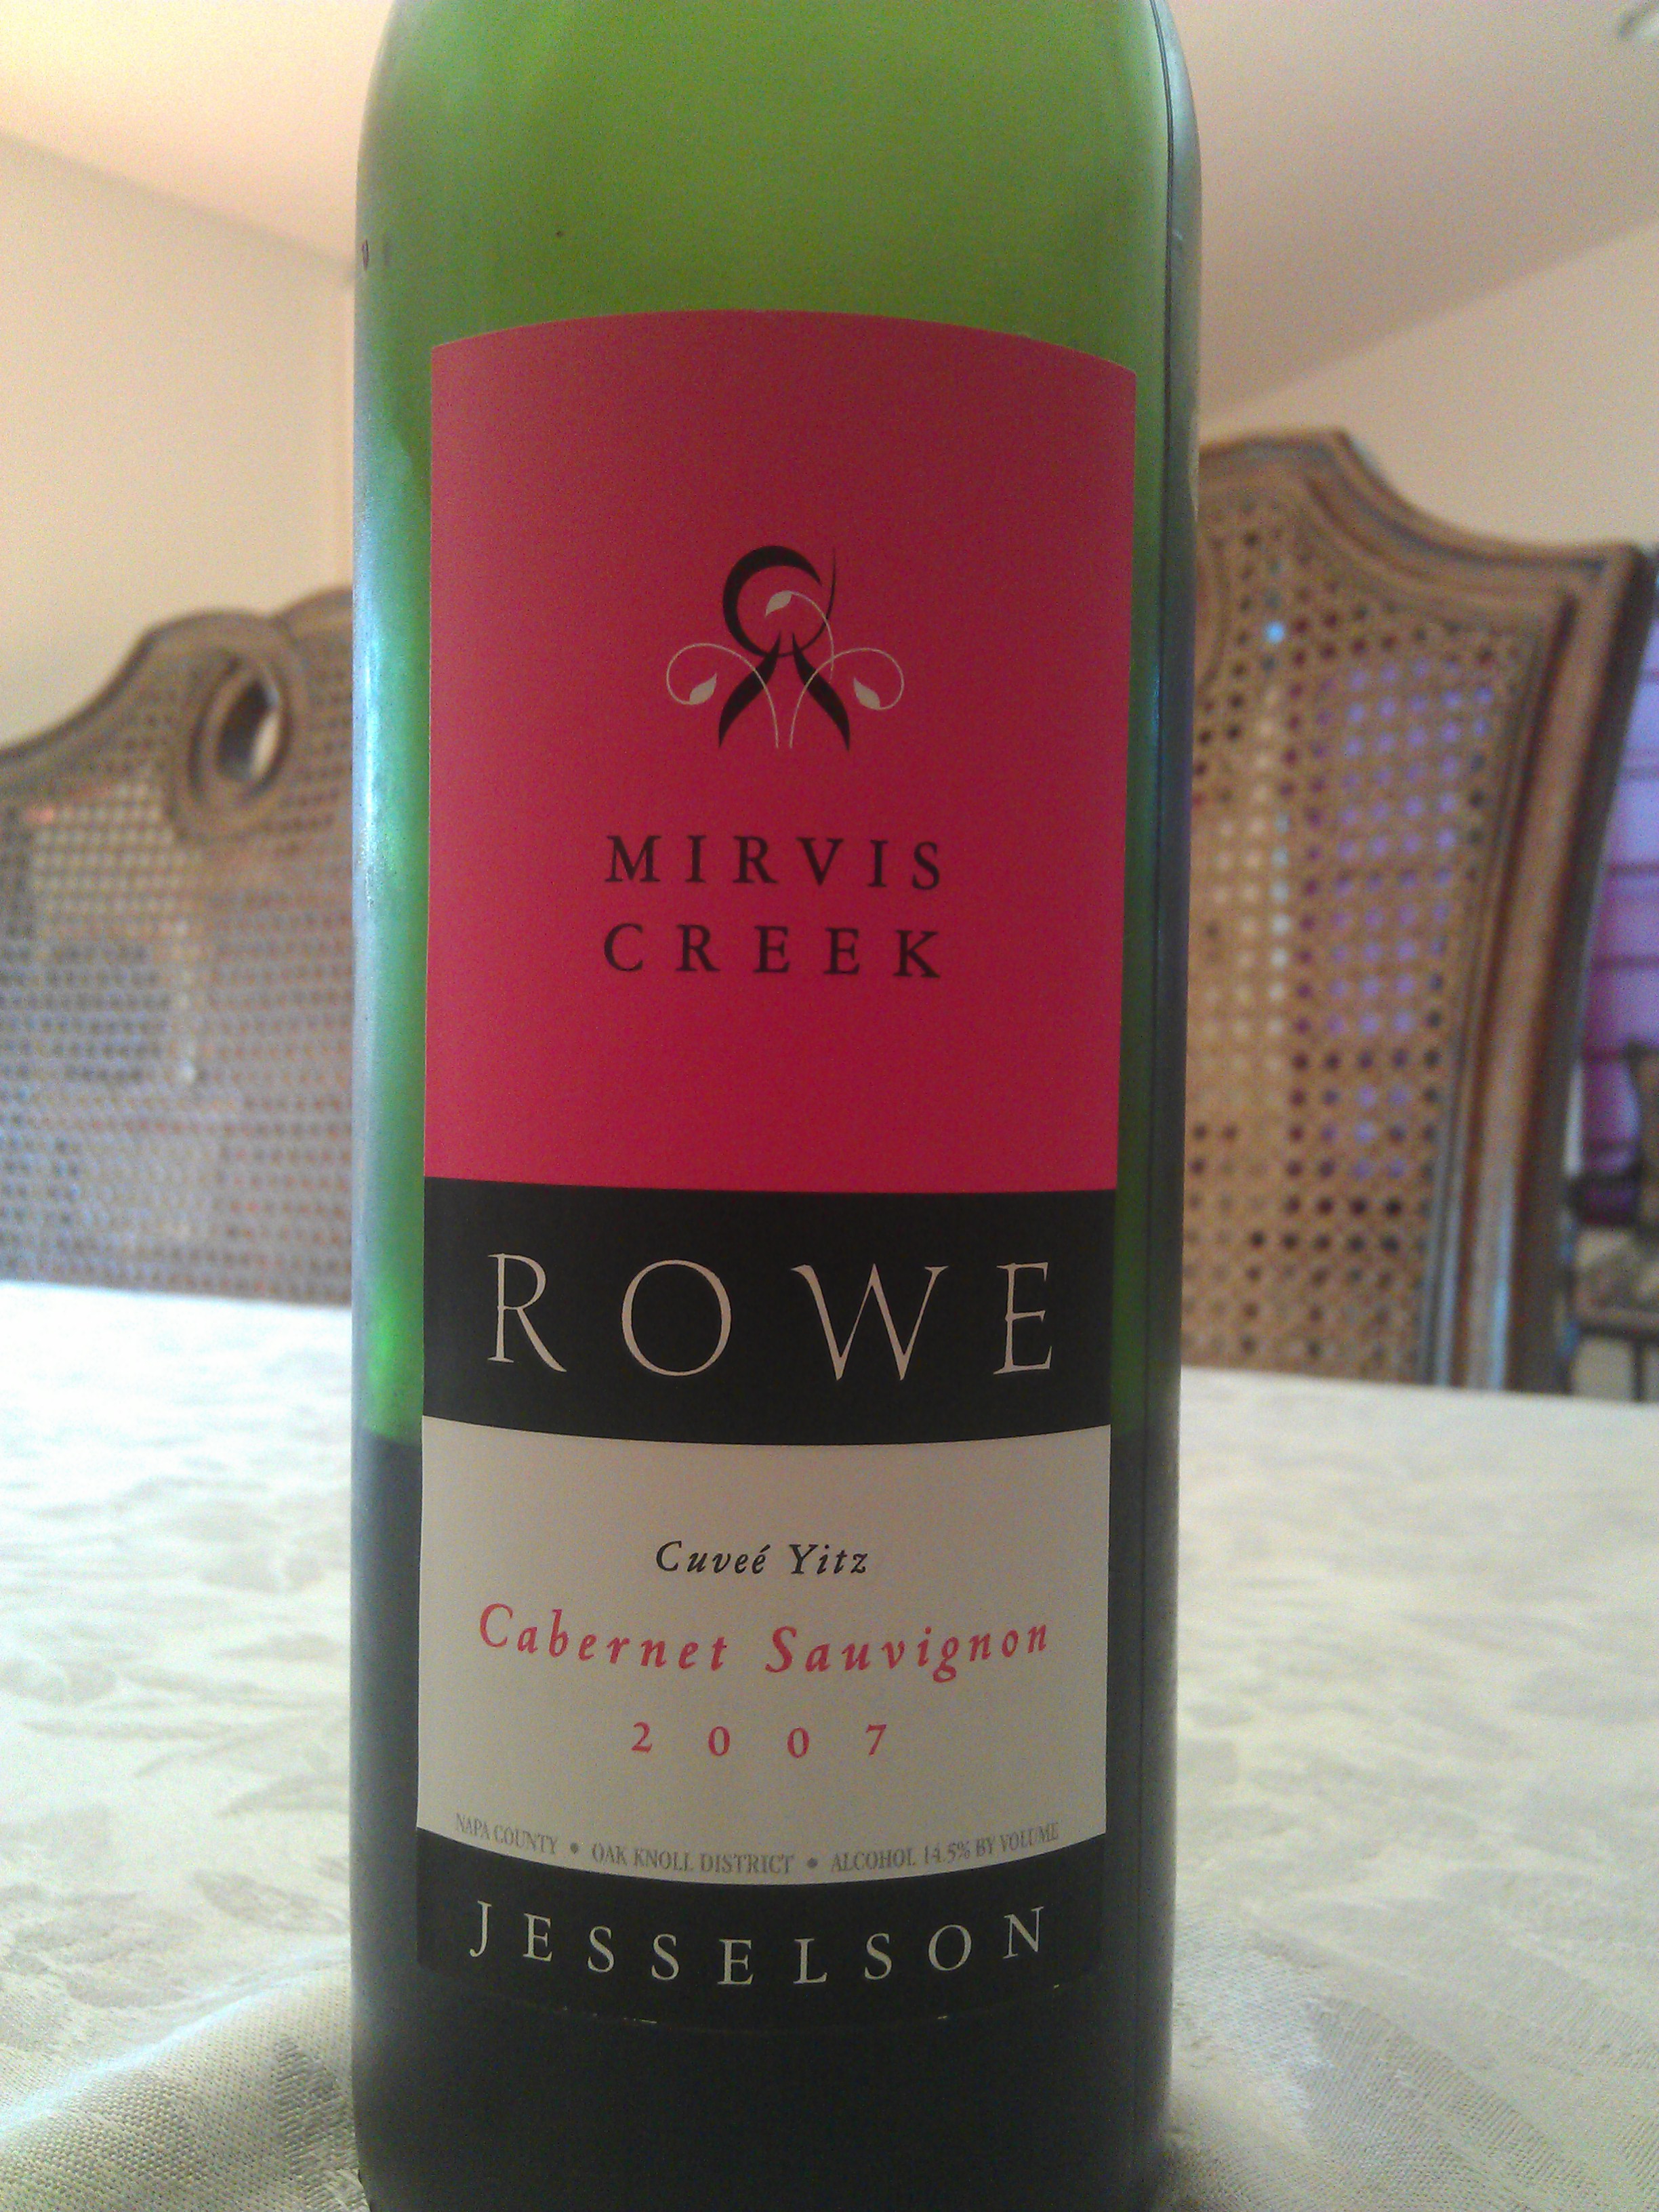 MIRVIS
CREEK
ROWE
Cuveé Yitz
Cabernet Sauvignon
2007
NAPA COUNTY • OAK KNOLL DISTRICT • ALCOHOL 14.5% BY VOLUME
JESSELSON